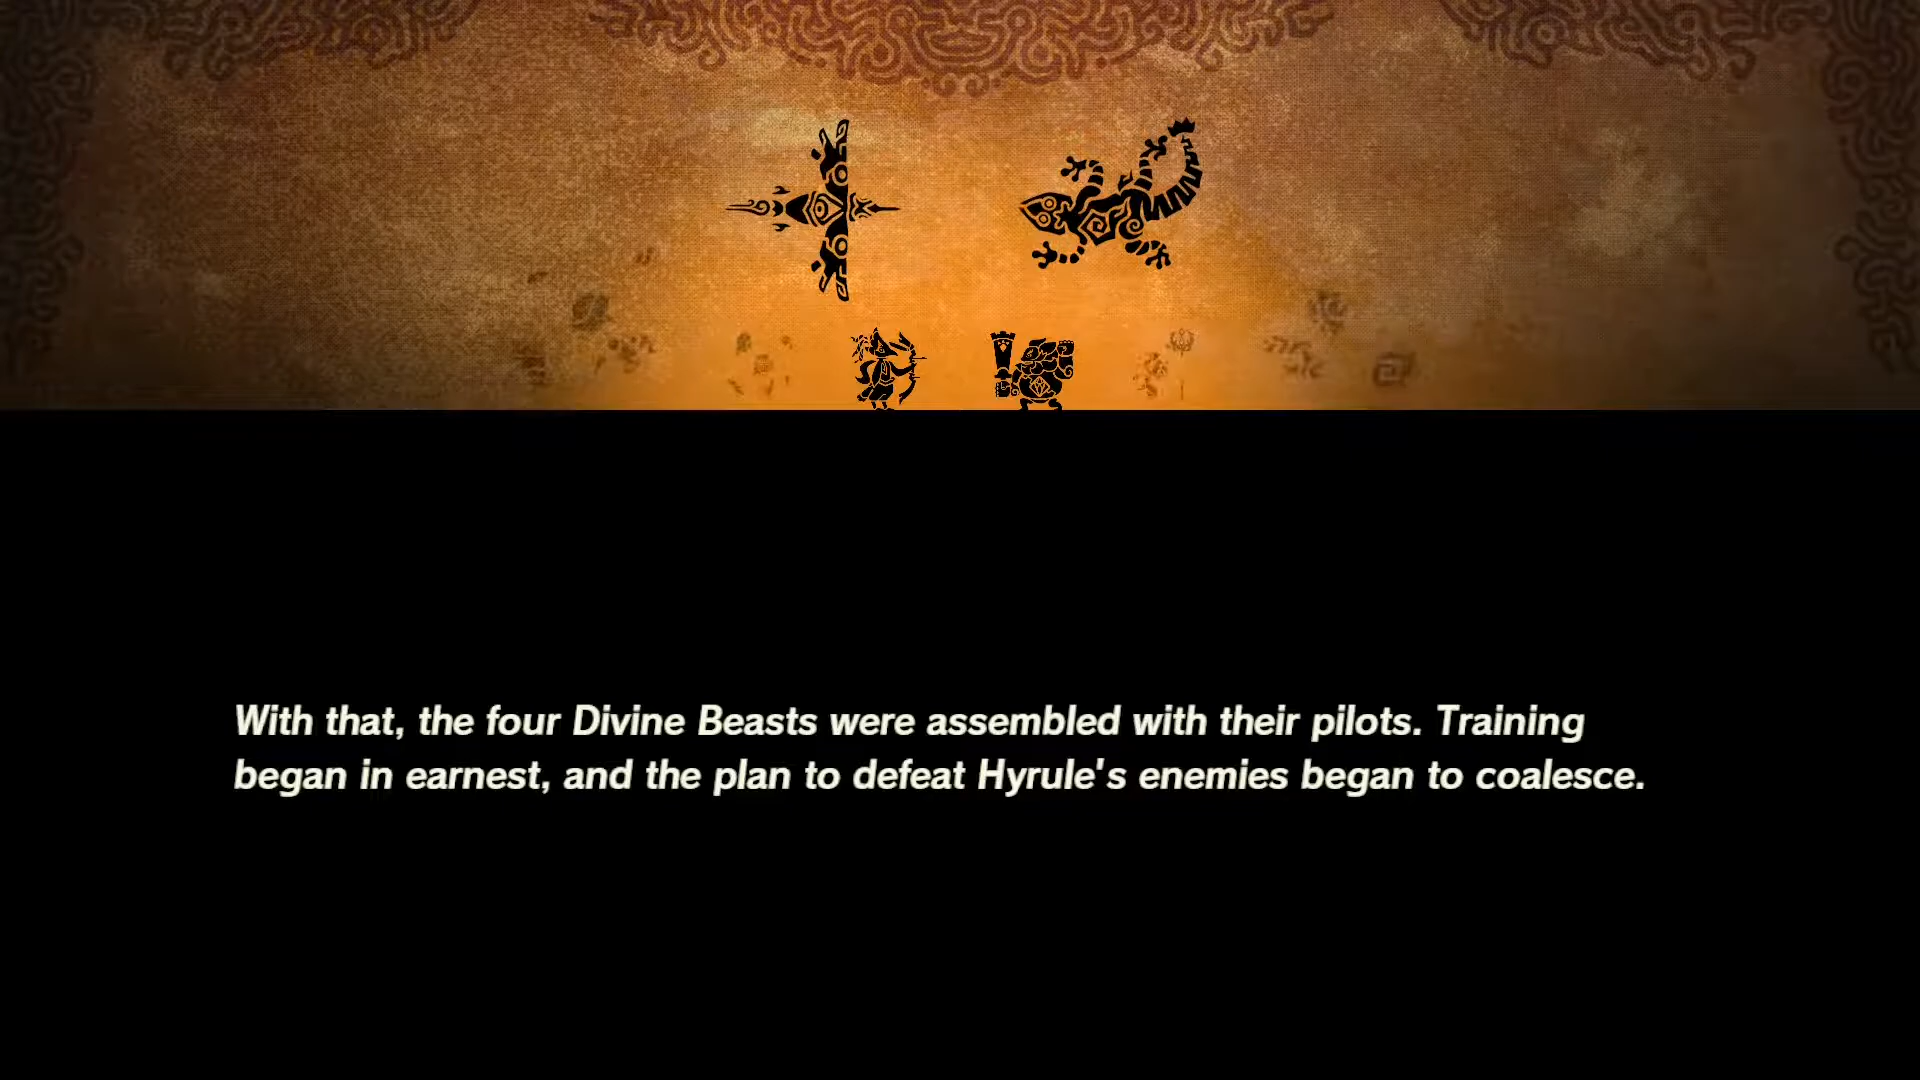 With that, the four Divine Beasts were assembled with their pilots. Training
began in earnest, and the plan to defeat Hyrule's enemies began to coalesce.